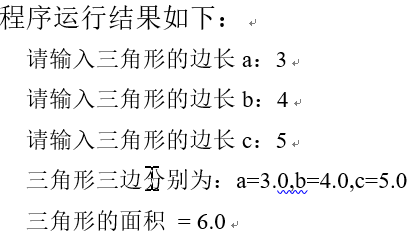 程序运行结果如下：
请输入三角形的边长 a：3
请输入三角形的边长 b：4
请输入三角形的边长 c：5
三角形三边分别为：a=3.0,b=4.0,c=5.0
三角形的面积 = 6.0